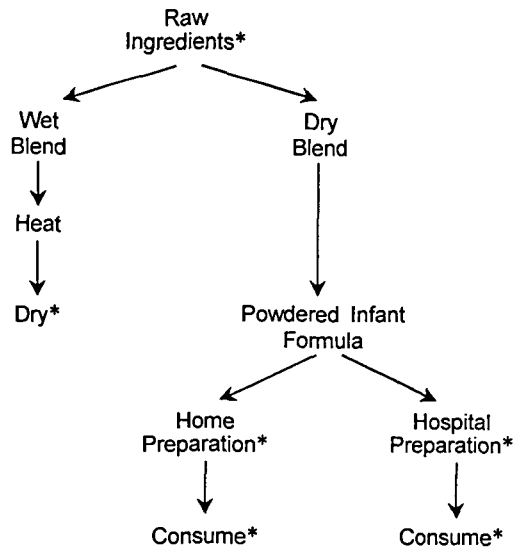 Raw
Ingredients*
Wet
Blend
Dry
Blend
Heat
Dry*
Powdered Infant
Formula
Home
Preparation*
Hospital
Preparation*
Consume*
Consume*